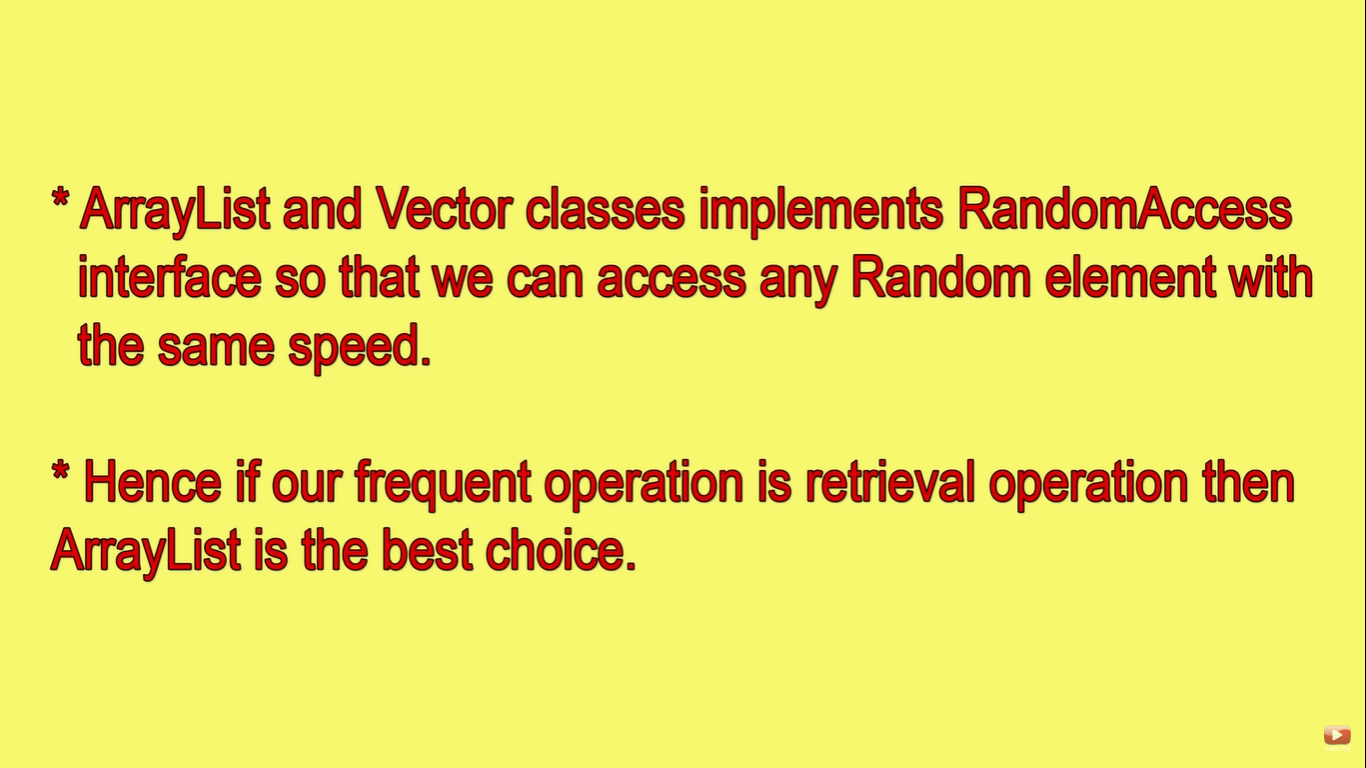 * ArrayList and Vector classes implements RandomAccess
interface so that we can access any Random element with
the same speed.
* Hence if our frequent operation is retrieval operation then
ArrayList is the best choice.